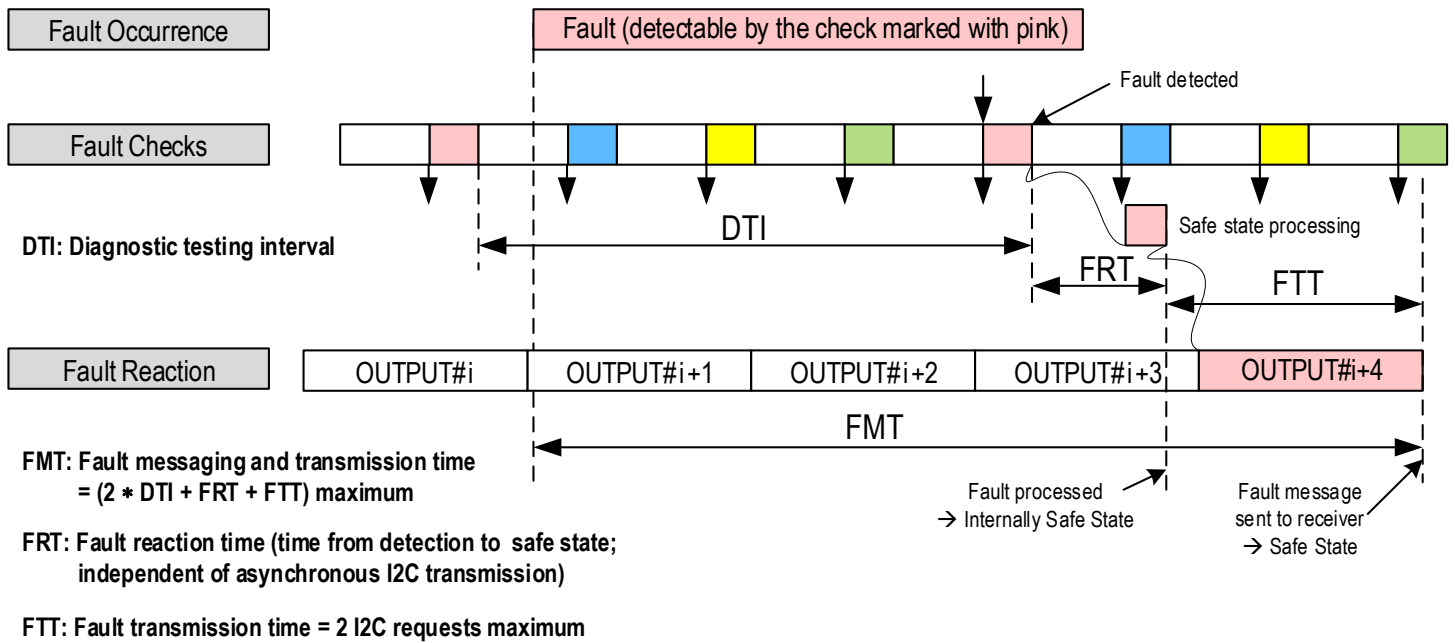 Fault Occurrence
Fault (detectable by the check marked with pink)
Fault detected
Fault Checks
DTI
Safe state processing
DTI: Diagnostic testing interval
FRT
FTT
Fault Reaction
OUTPUT#i
OUTPUT#i+1
OUTPUT#i+2
OUTPUT#i+3
OUTPUT#i+4
FMT
FMT: Fault messaging and transmission time
= (2 * DTI + FRT + FTT) maximum
Fault processed
→ Internally Safe State
Fault message
sent to receiver
→ Safe State
FRT: Fault reaction time (time from detection to safe state;
independent of asynchronous I2C transmission)
FTT: Fault transmission time = 2 I2C requests maximum